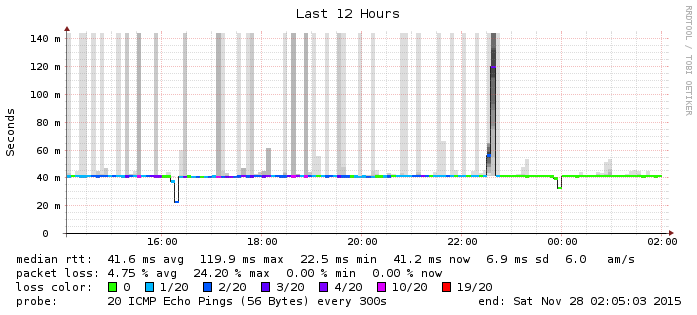 Last 12 Hours
RRDTOOL / TOBI OETIKER
Seconds
140 m
120 m
100 m
80 m
60 m
40 m
20 m
0
16:00 18:00 20:00 22:00 00:00 02:00
median rtt: 41.6 ms avg 119.9 ms max 22.5 ms min 41.2 ms now 6.9 ms sd 6.0 am/s
packet loss: 4.75 % avg 24.20 % max 0.00 % min 0.00 % now
loss color: 0 1/20 2/20 3/20 4/20 10/20 19/20
probe: 20 ICMP Echo Pings (56 Bytes) every 300s end: Sat Nov 28 02:05:03 2015